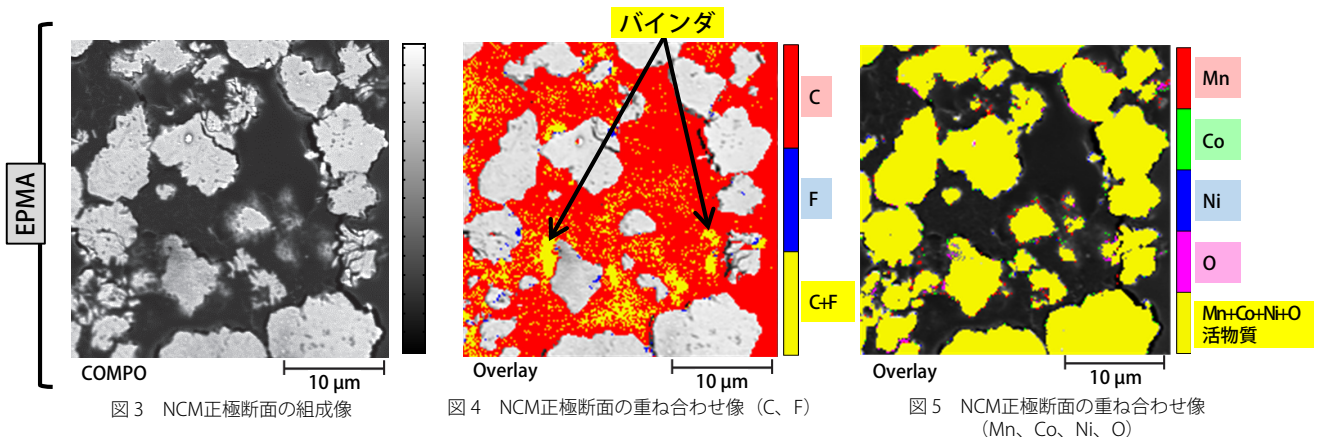 バインダ
EPMA
C
F
C+F
Mn
Co
Ni
O
Mn+Co+Ni+O
活物質
COMPO
10 µm
Overlay
10 µm
Overlay
10 µm
図3 NCM正極断面の組成像
図4 NCM正極断面の重ね合わせ像（C、F）
図5 NCM正極断面の重ね合わせ像
（Mn、Co、Ni、O）